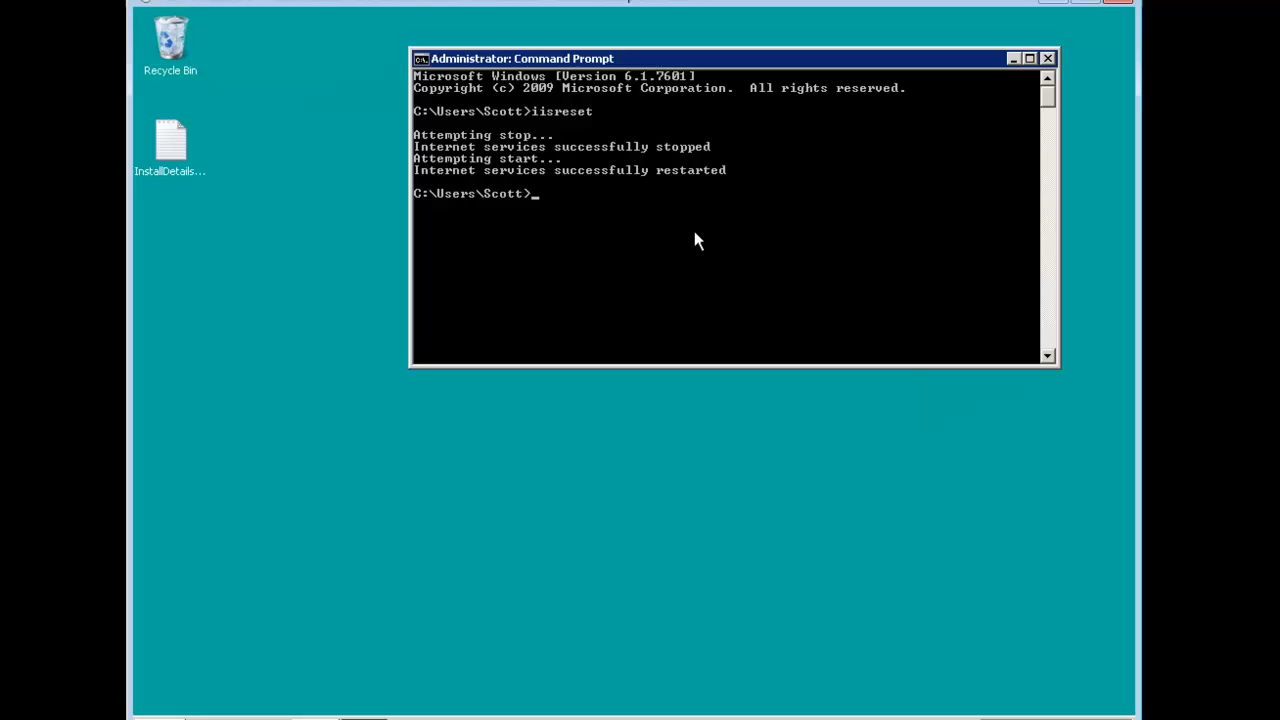 Recycle Bin
InstallDetails...
Administrator: Command Prompt
Microsoft Windows [Version 6.1.7601]
Copyright (c) 2009 Microsoft Corporation.  All rights reserved.
C:\Users\Scott>iisreset
Attempting stop...
Internet services successfully stopped
Attempting start...
Internet services successfully restarted
C:\Users\Scott>_